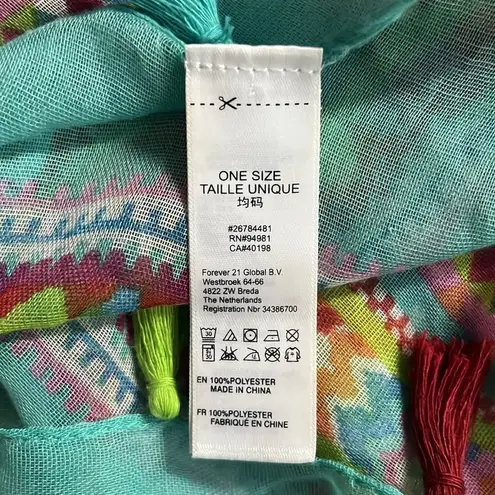 ONE SIZE
TAILLE UNIQUE
均码
#26784481
RN#94981
CA#40198
Forever 21 Global B.V.
Westbroek 64-66
4822 ZW Breda
The Netherlands
Registration Nbr 34386700
EN 100%POLYESTER
MADE IN CHINA
FR 100%POLYESTER
FABRIQUÉ EN CHINE